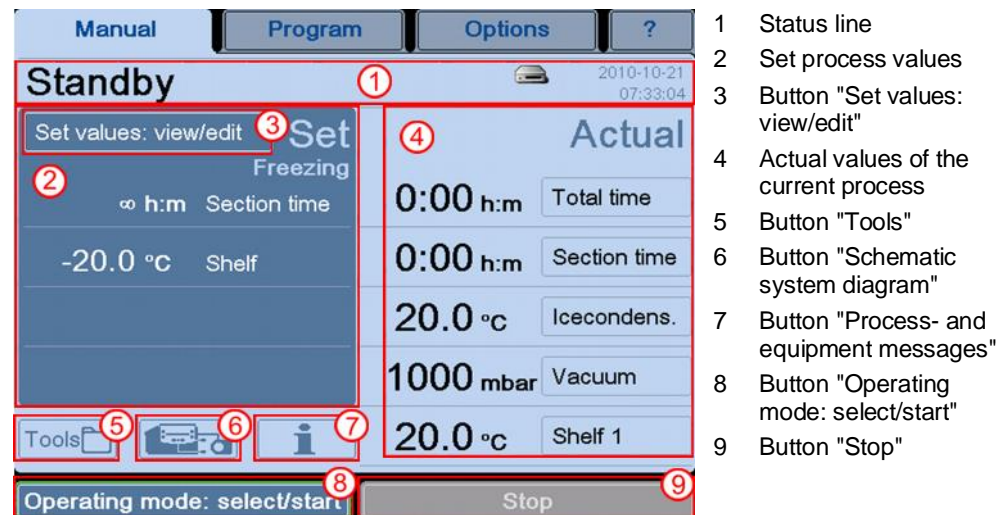 Manual Program Options ?
Standby 1 2010-10-21
07:33:04
Set values: view/edit 3 Set
Freezing
2
∞ h:m Section time
-20.0 °C Shelf
4 Actual
0:00 h:m Total time
0:00 h:m Section time
20.0 °C Icecondens.
1000 mbar Vacuum
20.0 °C Shelf 1
Tools 5 6 i 7
Operating mode: select/start 8 Stop 9
1 Status line
2 Set process values
3 Button "Set values:
view/edit"
4 Actual values of the
current process
5 Button "Tools"
6 Button "Schematic
system diagram"
7 Button "Process- and
equipment messages"
8 Button "Operating
mode: select/start"
9 Button "Stop"